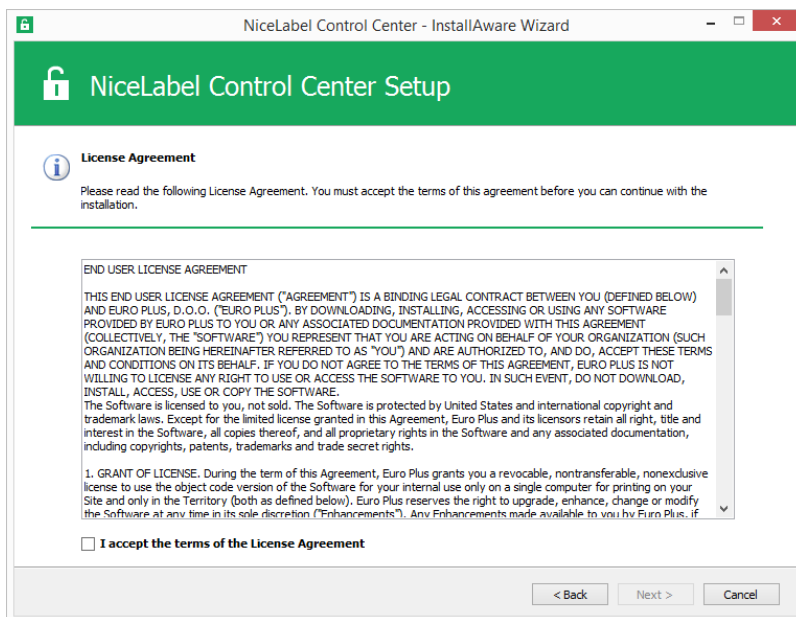 NiceLabel Control Center - InstallAware Wizard
NiceLabel Control Center Setup
License Agreement
Please read the following License Agreement. You must accept the terms of this agreement before you can continue with the
installation.
END USER LICENSE AGREEMENT
THIS END USER LICENSE AGREEMENT ("AGREEMENT") IS A BINDING LEGAL CONTRACT BETWEEN YOU (DEFINED BELOW)
AND EURO PLUS, D.O.O. ("EURO PLUS"). BY DOWNLOADING, INSTALLING, ACCESSING OR USING ANY SOFTWARE
PROVIDED BY EURO PLUS TO YOU OR ANY ASSOCIATED DOCUMENTATION PROVIDED WITH THIS AGREEMENT
(COLLECTIVELY, THE "SOFTWARE") YOU REPRESENT THAT YOU ARE ACTING ON BEHALF OF YOUR ORGANIZATION (SUCH
ORGANIZATION BEING HEREINAFTER REFERRED TO AS "YOU") AND ARE AUTHORIZED TO, AND DO, ACCEPT THESE TERMS
AND CONDITIONS ON ITS BEHALF. IF YOU DO NOT AGREE TO THE TERMS OF THIS AGREEMENT, EURO PLUS IS NOT
WILLING TO LICENSE ANY RIGHT TO USE OR ACCESS THE SOFTWARE TO YOU. IN SUCH EVENT, DO NOT DOWNLOAD,
INSTALL, ACCESS, USE OR COPY THE SOFTWARE.
The Software is licensed to you, not sold. The Software is protected by United States and international copyright and
trademark laws. Except for the limited license granted in this Agreement, Euro Plus and its licensors retain all right, title and
interest in the Software, all copies thereof, and all proprietary rights in the Software and any associated documentation,
including copyrights, patents, trademarks and trade secret rights.
1. GRANT OF LICENSE. During the term of this Agreement, Euro Plus grants you a revocable, nontransferable, nonexclusive
license to use the object code version of the Software for your internal use only on a single computer for printing on your
Site and only in the Territory (both as defined below). Euro Plus reserves the right to upgrade, enhance, change or modify
the Software at any time in its sole discretion ("Enhancements"). Any Enhancements made available to you by Euro Plus, if
I accept the terms of the License Agreement
< Back
Next >
Cancel